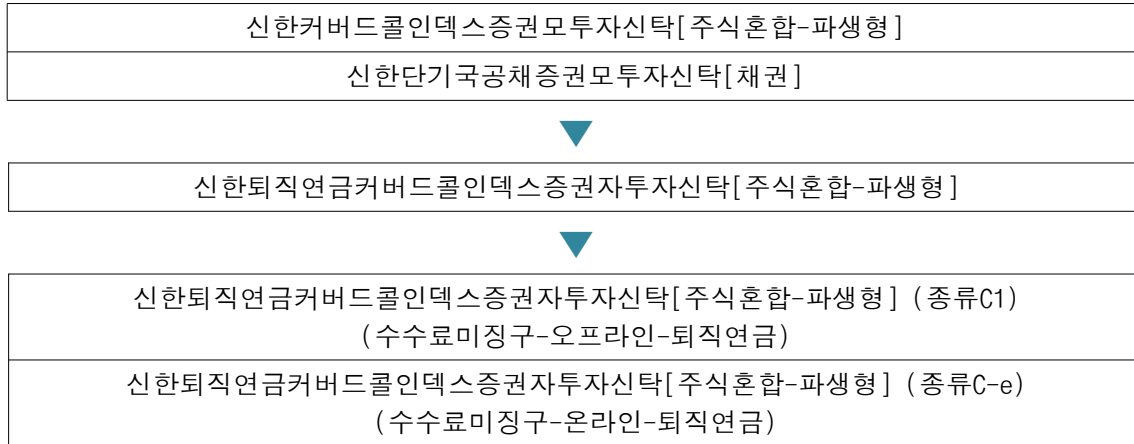 신한커버드콜인덱스증권모투자신탁[주식혼합-파생형]
신한단기국공채증권모투자신탁[채권]
신한퇴직연금커버드콜인덱스증권자투자신탁[주식혼합-파생형]
신한퇴직연금커버드콜인덱스증권자투자신탁[주식혼합-파생형] (종류C1)
(수수료미징구-오프라인-퇴직연금)
신한퇴직연금커버드콜인덱스증권자투자신탁[주식혼합-파생형] (종류C-e)
(수수료미징구-온라인-퇴직연금)